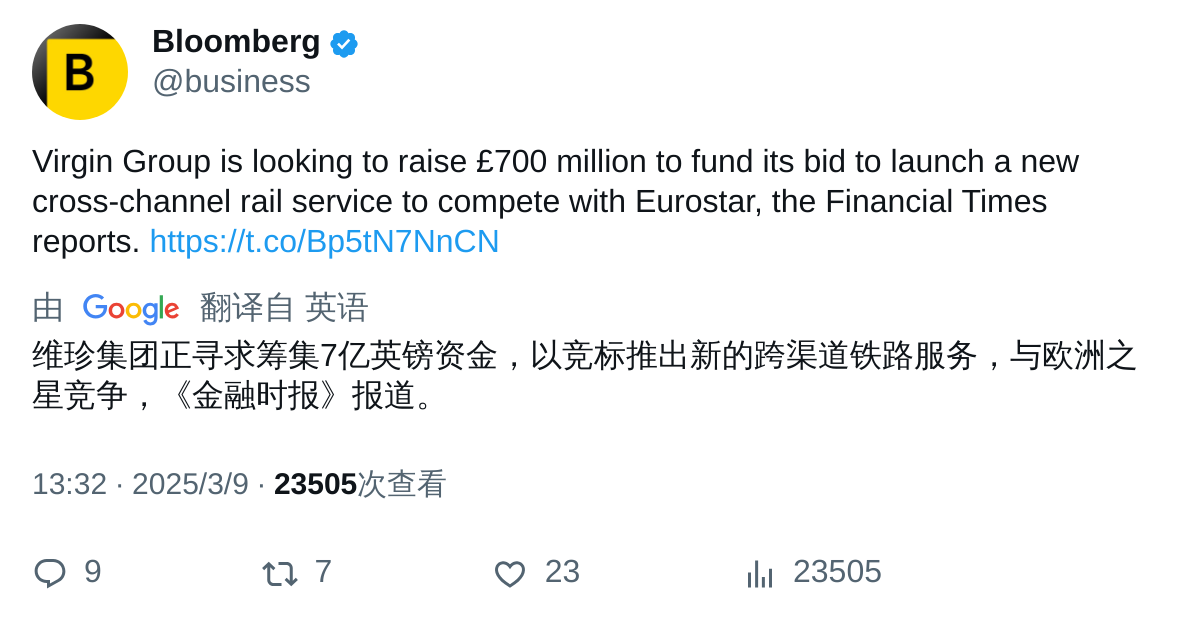 Bloomberg
@business
B
Virgin Group is looking to raise £700 million to fund its bid to launch a new
cross-channel rail service to compete with Eurostar, the Financial Times
reports. https://t.co/Bp5tN7NnCN
由 Google 翻译自 英语
维珍集团正寻求筹集7亿英镑资金，以竞标推出新的跨渠道铁路服务，与欧洲之
星竞争，《金融时报》报道。
13:32 · 2025/3/9 · 23505次查看
9 7 23 23505